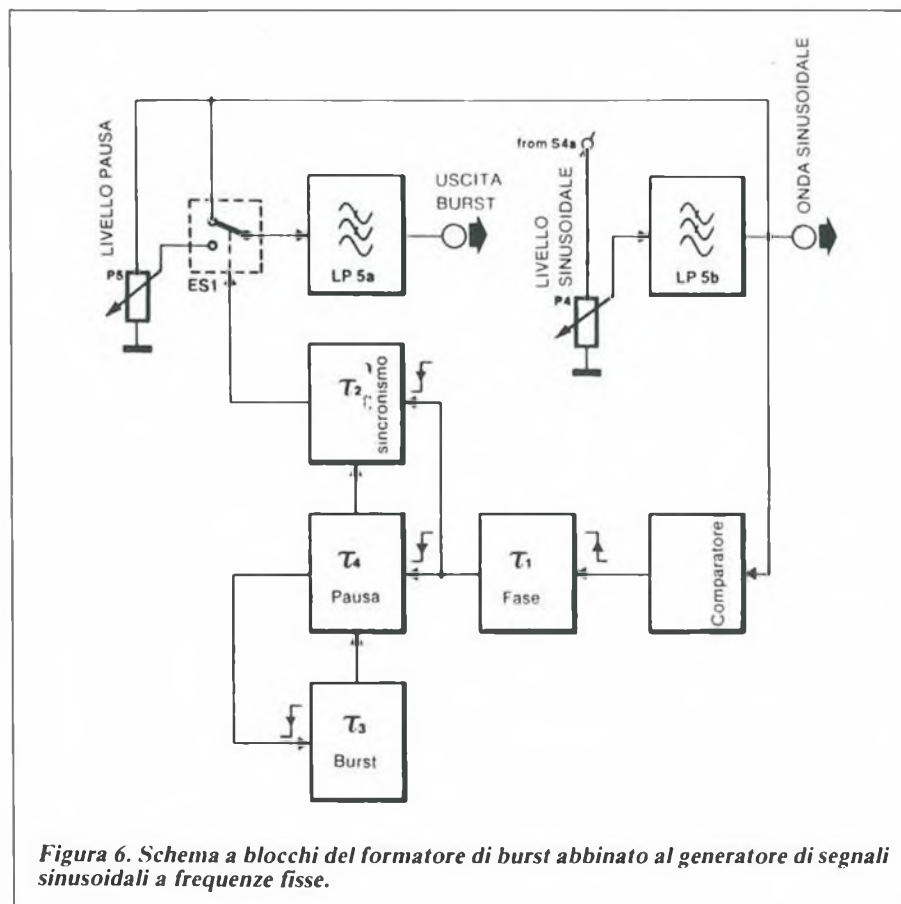 LIVELLO PAUSA
P5
ES1
LP 5a
USCITA
BURST
from S4a
LIVELLO
SINUSOIDALE
P4
LP 5b
ONDA SINUSOIDALE
τ2
sincronismo
τ4
Pausa
τ1
Fase
Comparatore
τ3
Burst
Figura 6. Schema a blocchi del formatore di burst abbinato al generatore di segnali
sinusoidali a frequenze fisse.